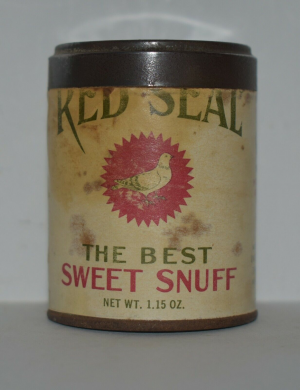 RED SEAL
THE BEST
SWEET SNUFF
NET WT. 1.15 OZ.